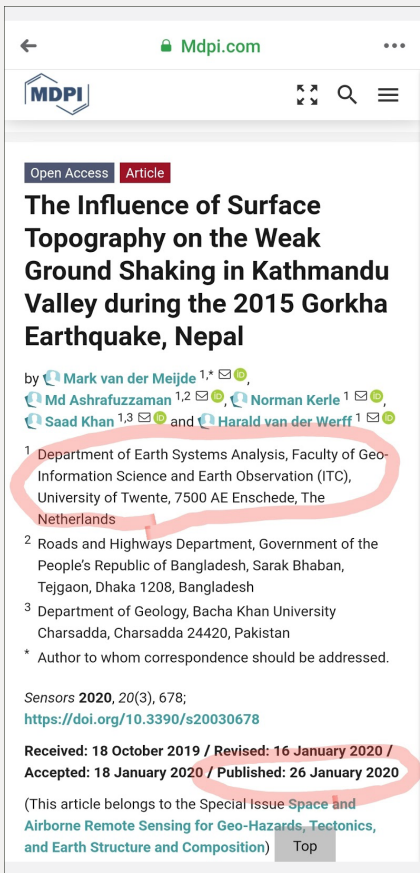 Mdpi.com
MDPI
Open Access Article
The Influence of Surface
Topography on the Weak
Ground Shaking in Kathmandu
Valley during the 2015 Gorkha
Earthquake, Nepal
by Mark van der Meijde 1,* iD,
Md Ashrafuzzaman 1,2 iD, Norman Kerle 1 iD,
Saad Khan 1,3 iD and Harald van der Werff 1 iD
1 Department of Earth Systems Analysis, Faculty of Geo-
Information Science and Earth Observation (ITC),
University of Twente, 7500 AE Enschede, The
Netherlands
2 Roads and Highways Department, Government of the
People's Republic of Bangladesh, Sarak Bhaban,
Tejgaon, Dhaka 1208, Bangladesh
3 Department of Geology, Bacha Khan University
Charsadda, Charsadda 24420, Pakistan
* Author to whom correspondence should be addressed.
Sensors 2020, 20(3), 678;
https://doi.org/10.3390/s20030678
Received: 18 October 2019 / Revised: 16 January 2020 /
Accepted: 18 January 2020 / Published: 26 January 2020
(This article belongs to the Special Issue Space and
Airborne Remote Sensing for Geo-Hazards, Tectonics,
and Earth Structure and Composition) Top